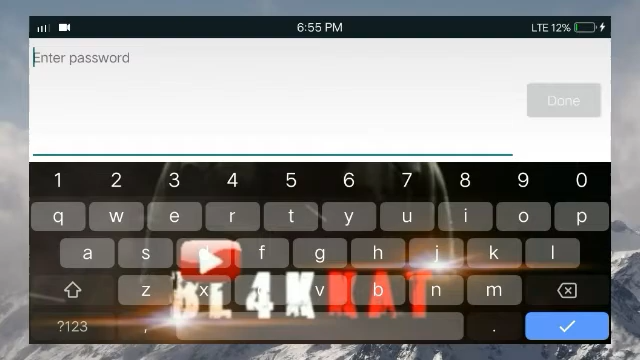 6:55 PM LTE 12%
Enter password
Done
1 2 3 4 5 6 7 8 9 0
q w e r t y u i o p
a s d f g h j k l
z x c v b n m
BL4KNAT
?123 , .